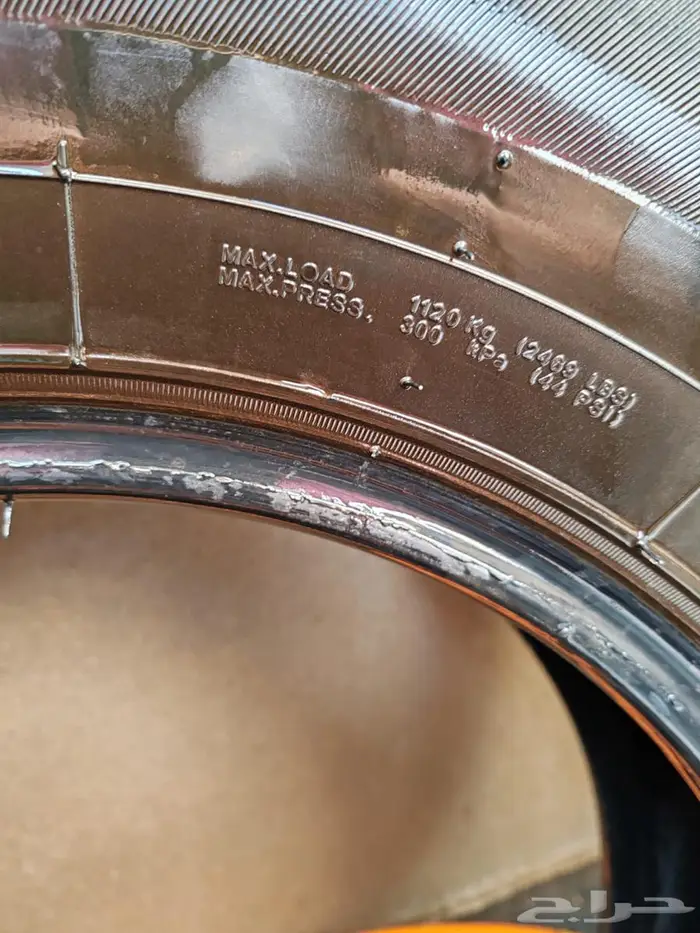 MAX.LOAD 1120 Kg (2469 LBS)
MAX.PRESS. 300 kPa (44 PSI)
حراج